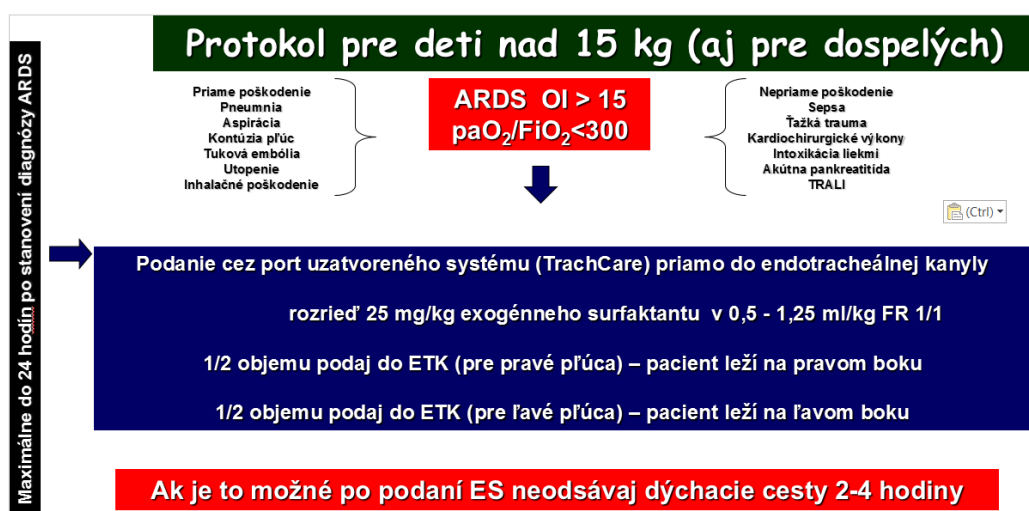 Protokol pre deti nad 15 kg (aj pre dospelých)
Maximálne do 24 hodín po stanovení diagnózy ARDS
Priame poškodenie
Pneumnia
Aspirácia
Kontúzia pľúc
Tuková embólia
Utopenie
Inhalačné poškodenie
ARDS OI > 15
paO₂/FiO₂<300
Nepriame poškodenie
Sepsa
Ťažká trauma
Kardiochirurgické výkony
Intoxikácia liekmi
Akútna pankreatitída
TRALI
(Ctrl)
Podanie cez port uzatvoreného systému (TrachCare) priamo do endotracheálnej kanyly
rozrieď 25 mg/kg exogénneho surfaktantu v 0,5 - 1,25 ml/kg FR 1/1
1/2 objemu podaj do ETK (pre pravé pľúca) – pacient leží na pravom boku
1/2 objemu podaj do ETK (pre ľavé pľúca) – pacient leží na ľavom boku
Ak je to možné po podaní ES neodsávaj dýchacie cesty 2-4 hodiny